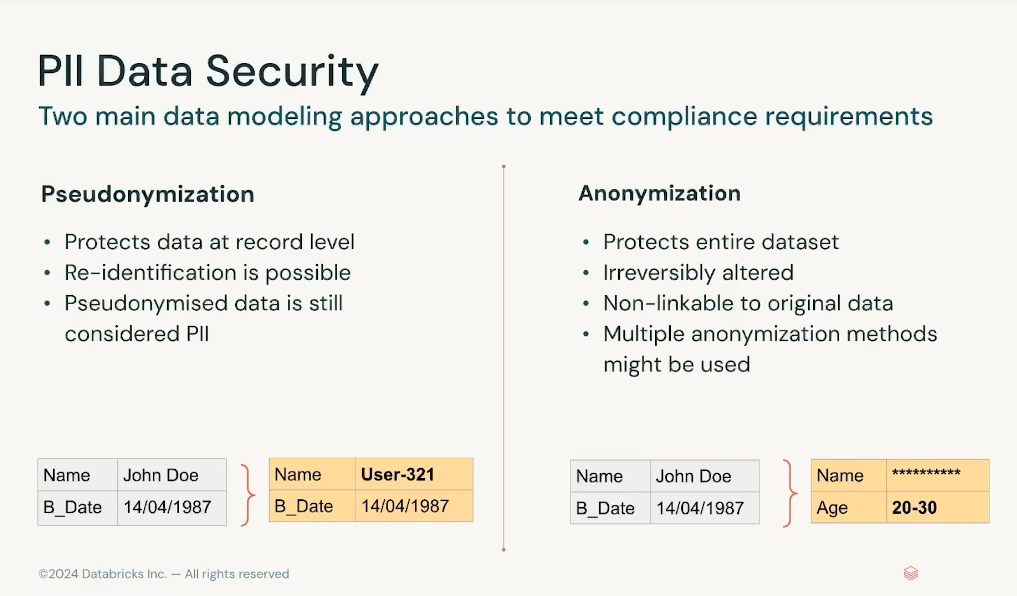 PII Data Security
Two main data modeling approaches to meet compliance requirements
Pseudonymization
• Protects data at record level
• Re-identification is possible
• Pseudonymised data is still
considered PII
Name John Doe
B_Date 14/04/1987
Name User-321
B_Date 14/04/1987
Anonymization
• Protects entire dataset
• Irreversibly altered
• Non-linkable to original data
• Multiple anonymization methods
might be used
Name John Doe
B_Date 14/04/1987
Name **********
Age 20-30
©2024 Databricks Inc. — All rights reserved